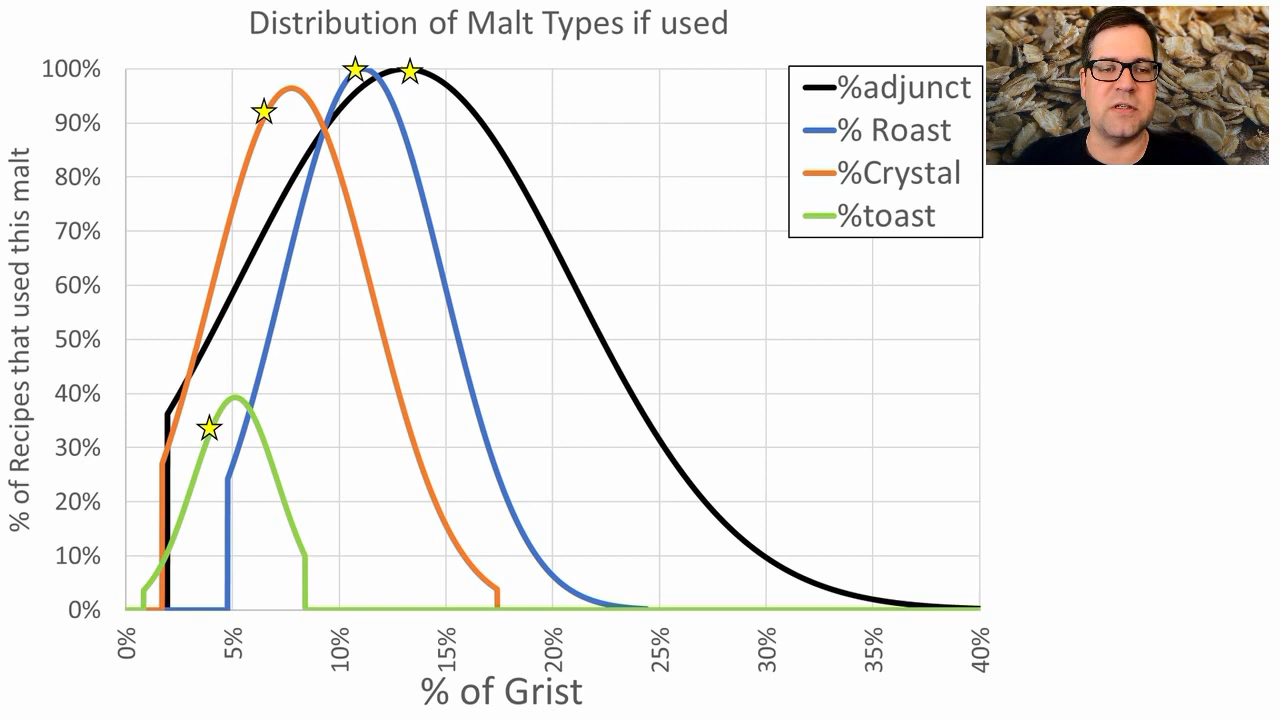 Distribution of Malt Types if used
% of Recipes that used this malt
100%
90%
80%
70%
60%
50%
40%
30%
20%
10%
0%
%adjunct
% Roast
%Crystal
%toast
0%
5%
10%
15%
20%
25%
30%
35%
40%
% of Grist